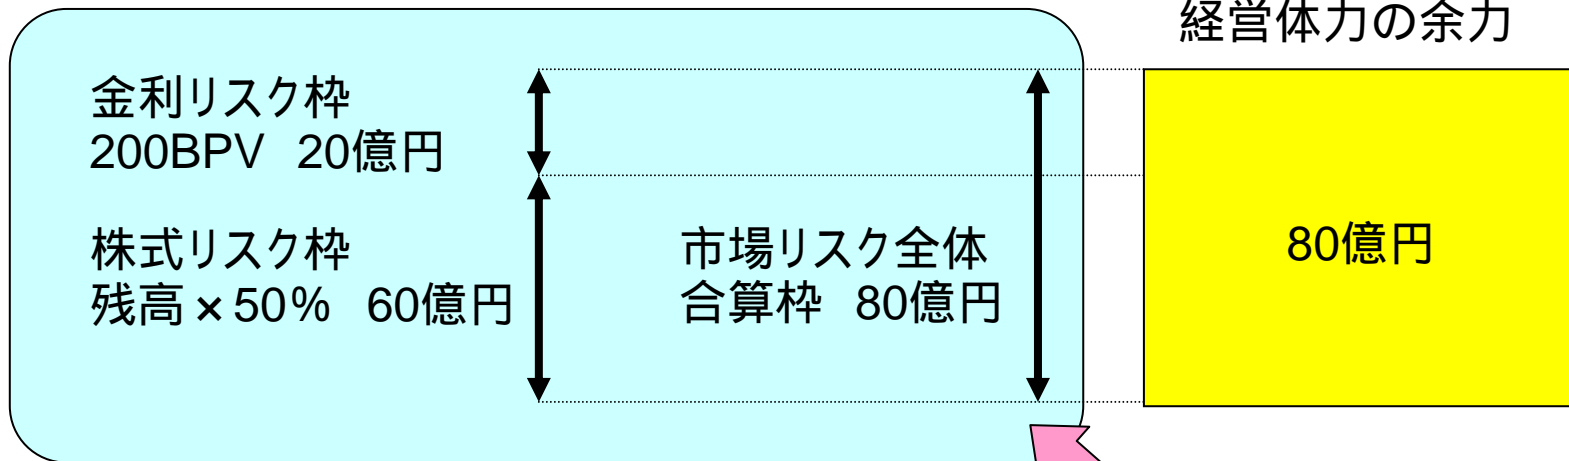 経営体力の余力
金利リスク枠
200BPV 20億円
株式リスク枠
残高×50% 60億円
市場リスク全体
合算枠 80億円
80億円